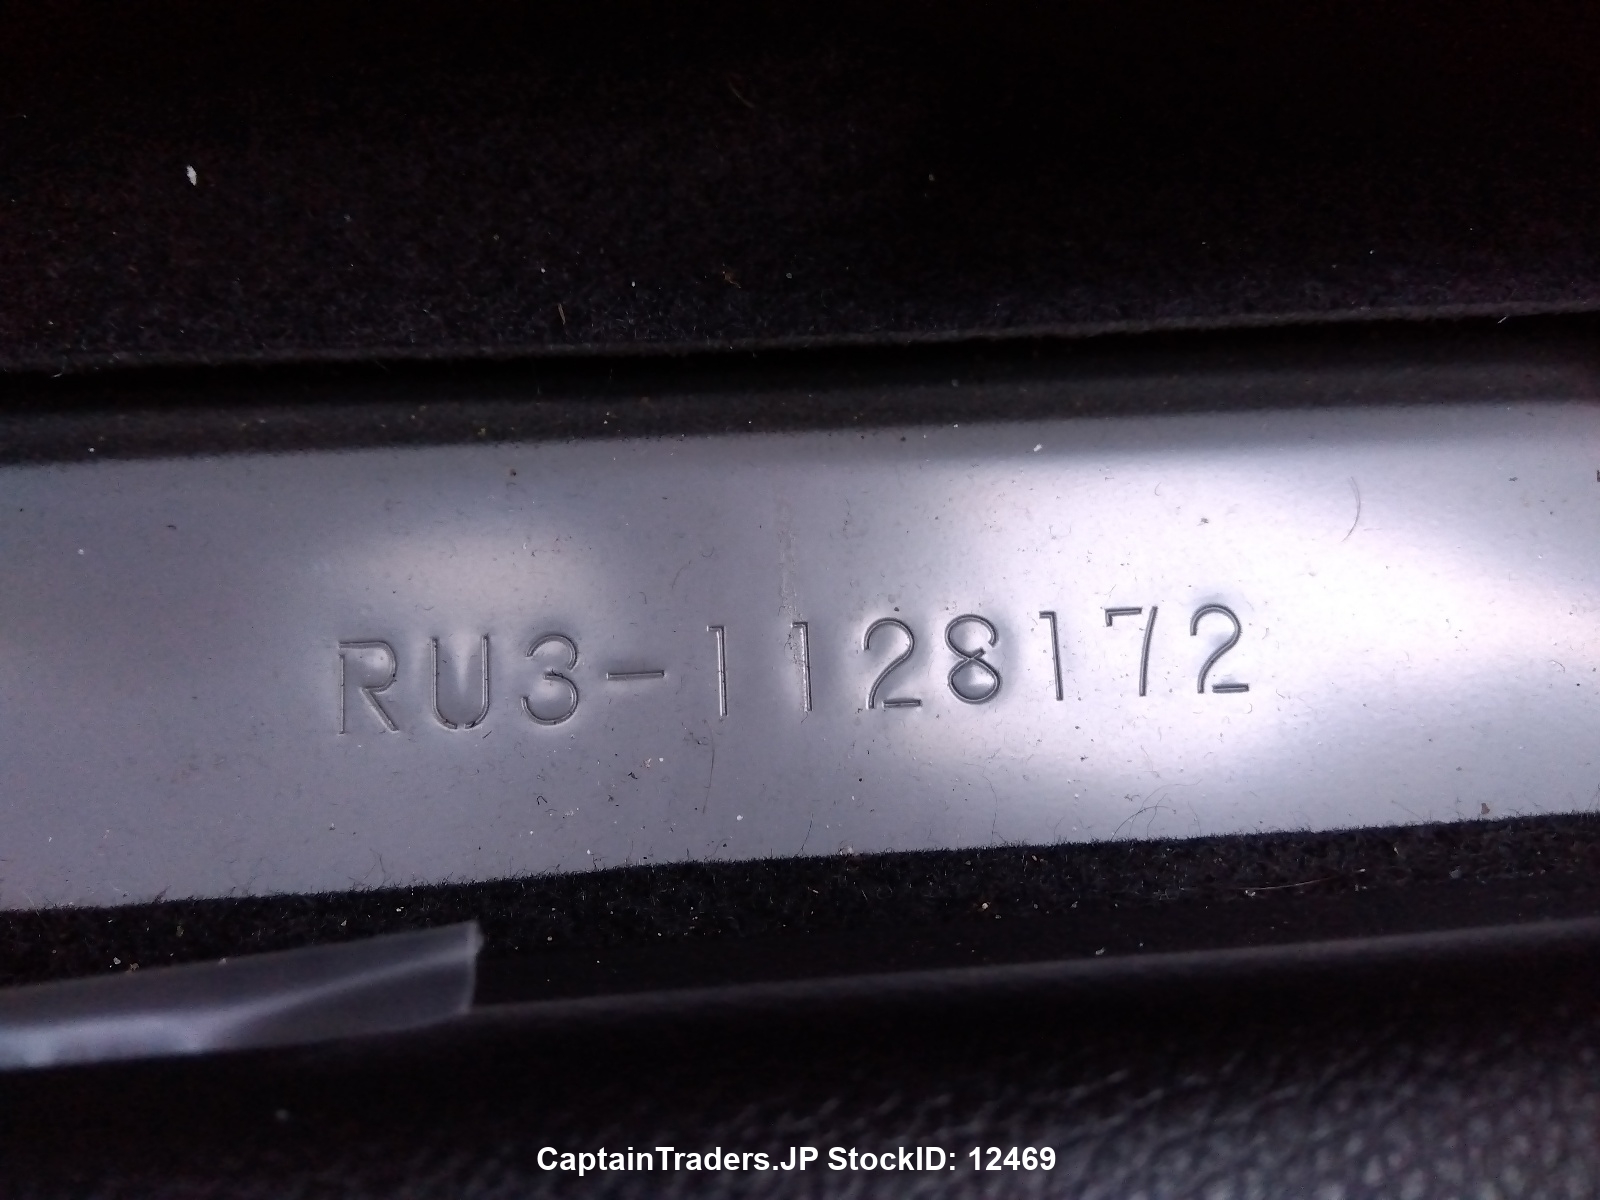 RU3-1128172
CaptainTraders.JP StockID: 12469